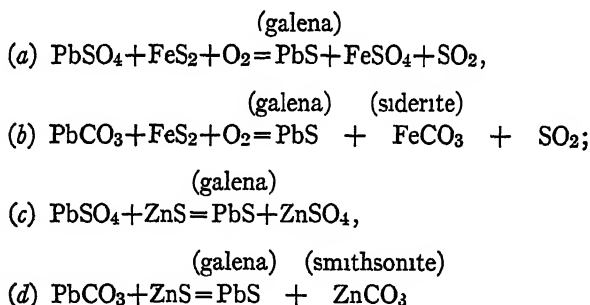 (galena)
(a) PbSO₄+FeS₂+O₂=PbS+FeSO₄+SO₂,
(galena) (siderite)
(b) PbCO₃+FeS₂+O₂=PbS + FeCO₃ + SO₂;
(galena)
(c) PbSO₄+ZnS=PbS+ZnSO₄,
(galena) (smithsonite)
(d) PbCO₃+ZnS=PbS + ZnCO₃